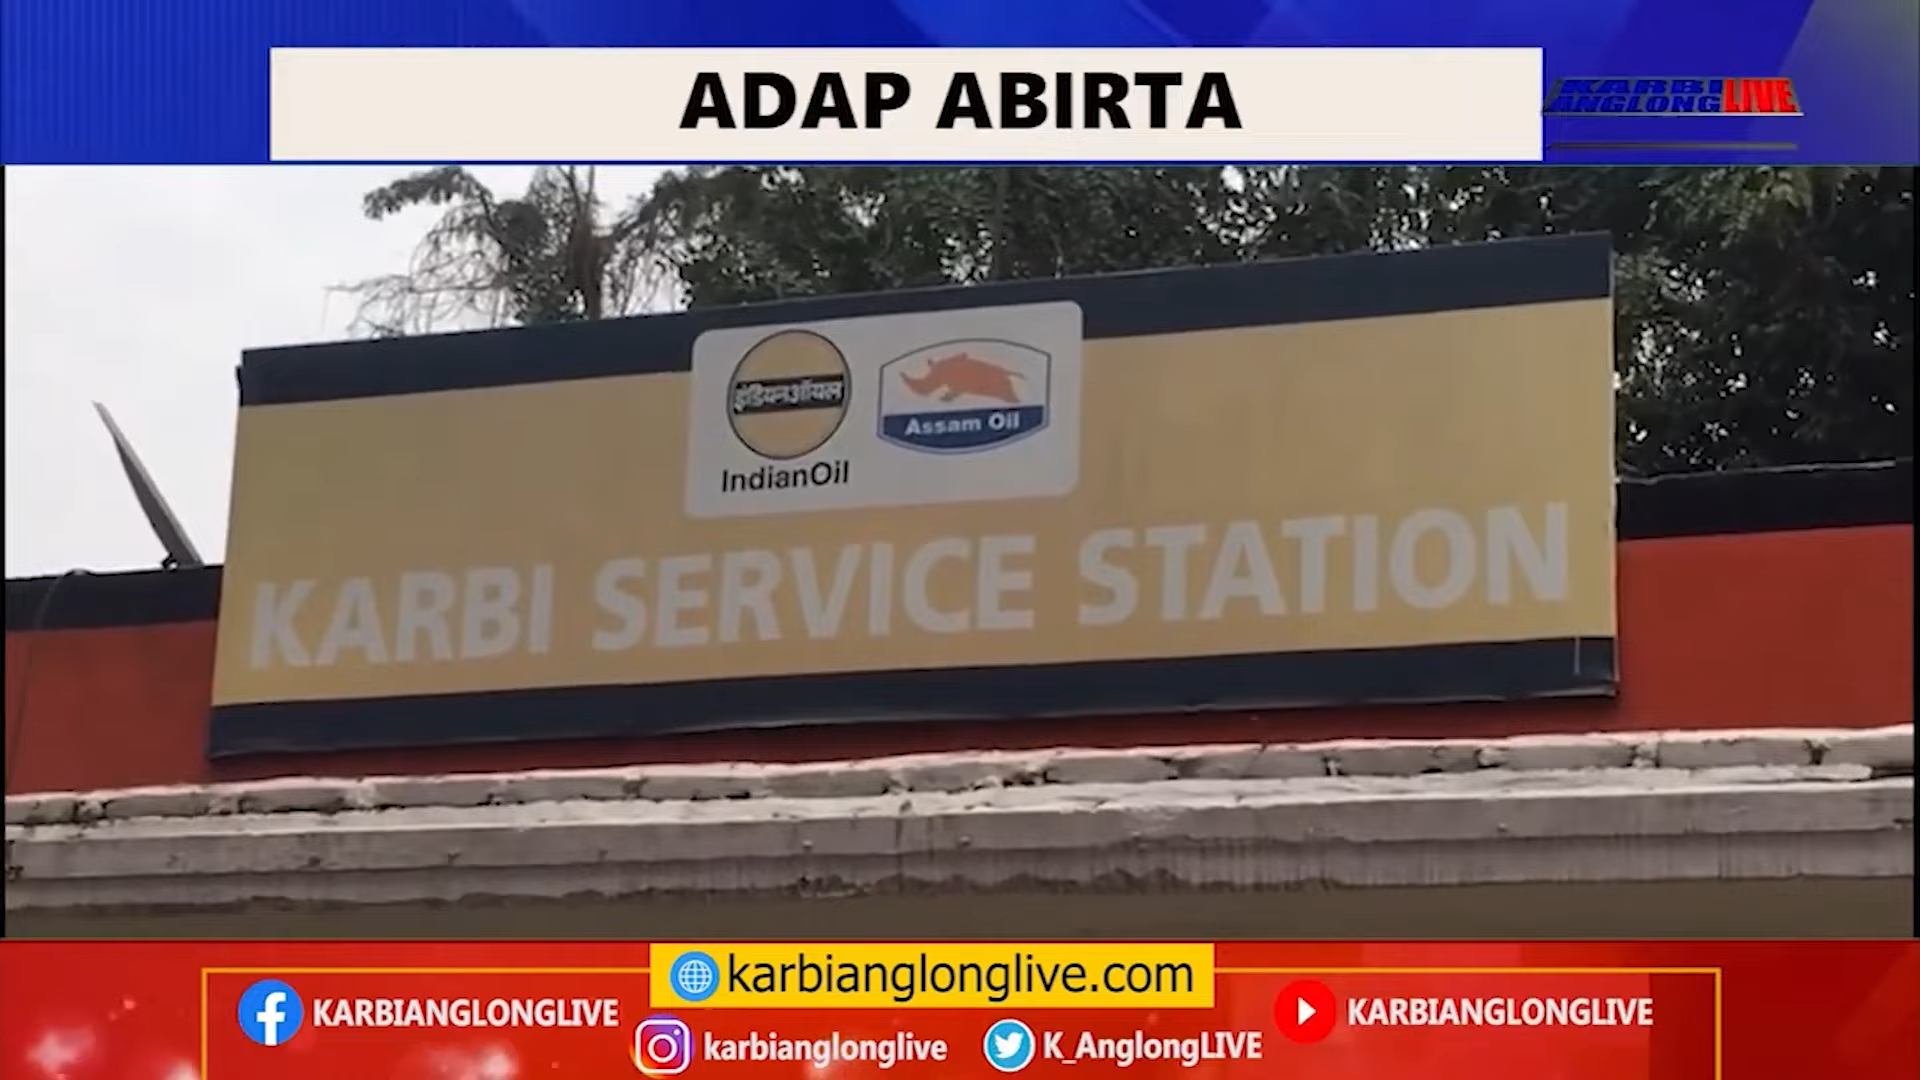 ADAP ABIRTA
KARBI
ANGLONG LIVE
इंडियनऑयल
IndianOil
Assam Oil
KARBI SERVICE STATION
karbianglonglive.com
KARBIANGLONGLIVE
karbianglonglive
K_AnglongLIVE
KARBIANGLONGLIVE